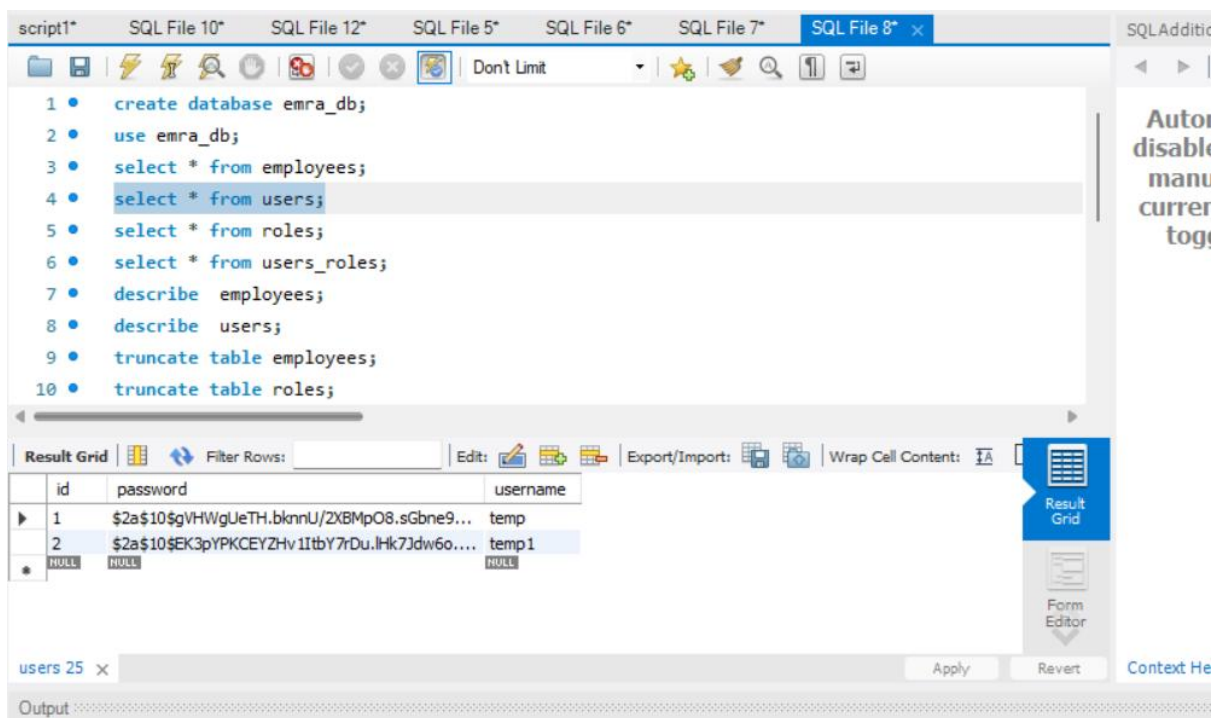 script1* SQL File 10* SQL File 12* SQL File 5* SQL File 6* SQL File 7* SQL File 8* SQLAdditio
Don't Limit
1 create database emra_db;
2 use emra_db;
3 select * from employees;
4 select * from users;
5 select * from roles;
6 select * from users_roles;
7 describe  employees;
8 describe  users;
9 truncate table employees;
10 truncate table roles;
Autor
disable
manu
currer
togg
Result Grid Filter Rows: Edit: Export/Import: Wrap Cell Content:
id password username
1 $2a$10$gVHWgUeTH.bknnU/2XBMpO8.sGbne9... temp
2 $2a$10$EK3pYPKCEYZHv1ItbY7rDu.lHk7Jdw6o.... temp1
NULL NULL NULL
Result
Grid
Form
Editor
users 25 Apply Revert Context He
Output